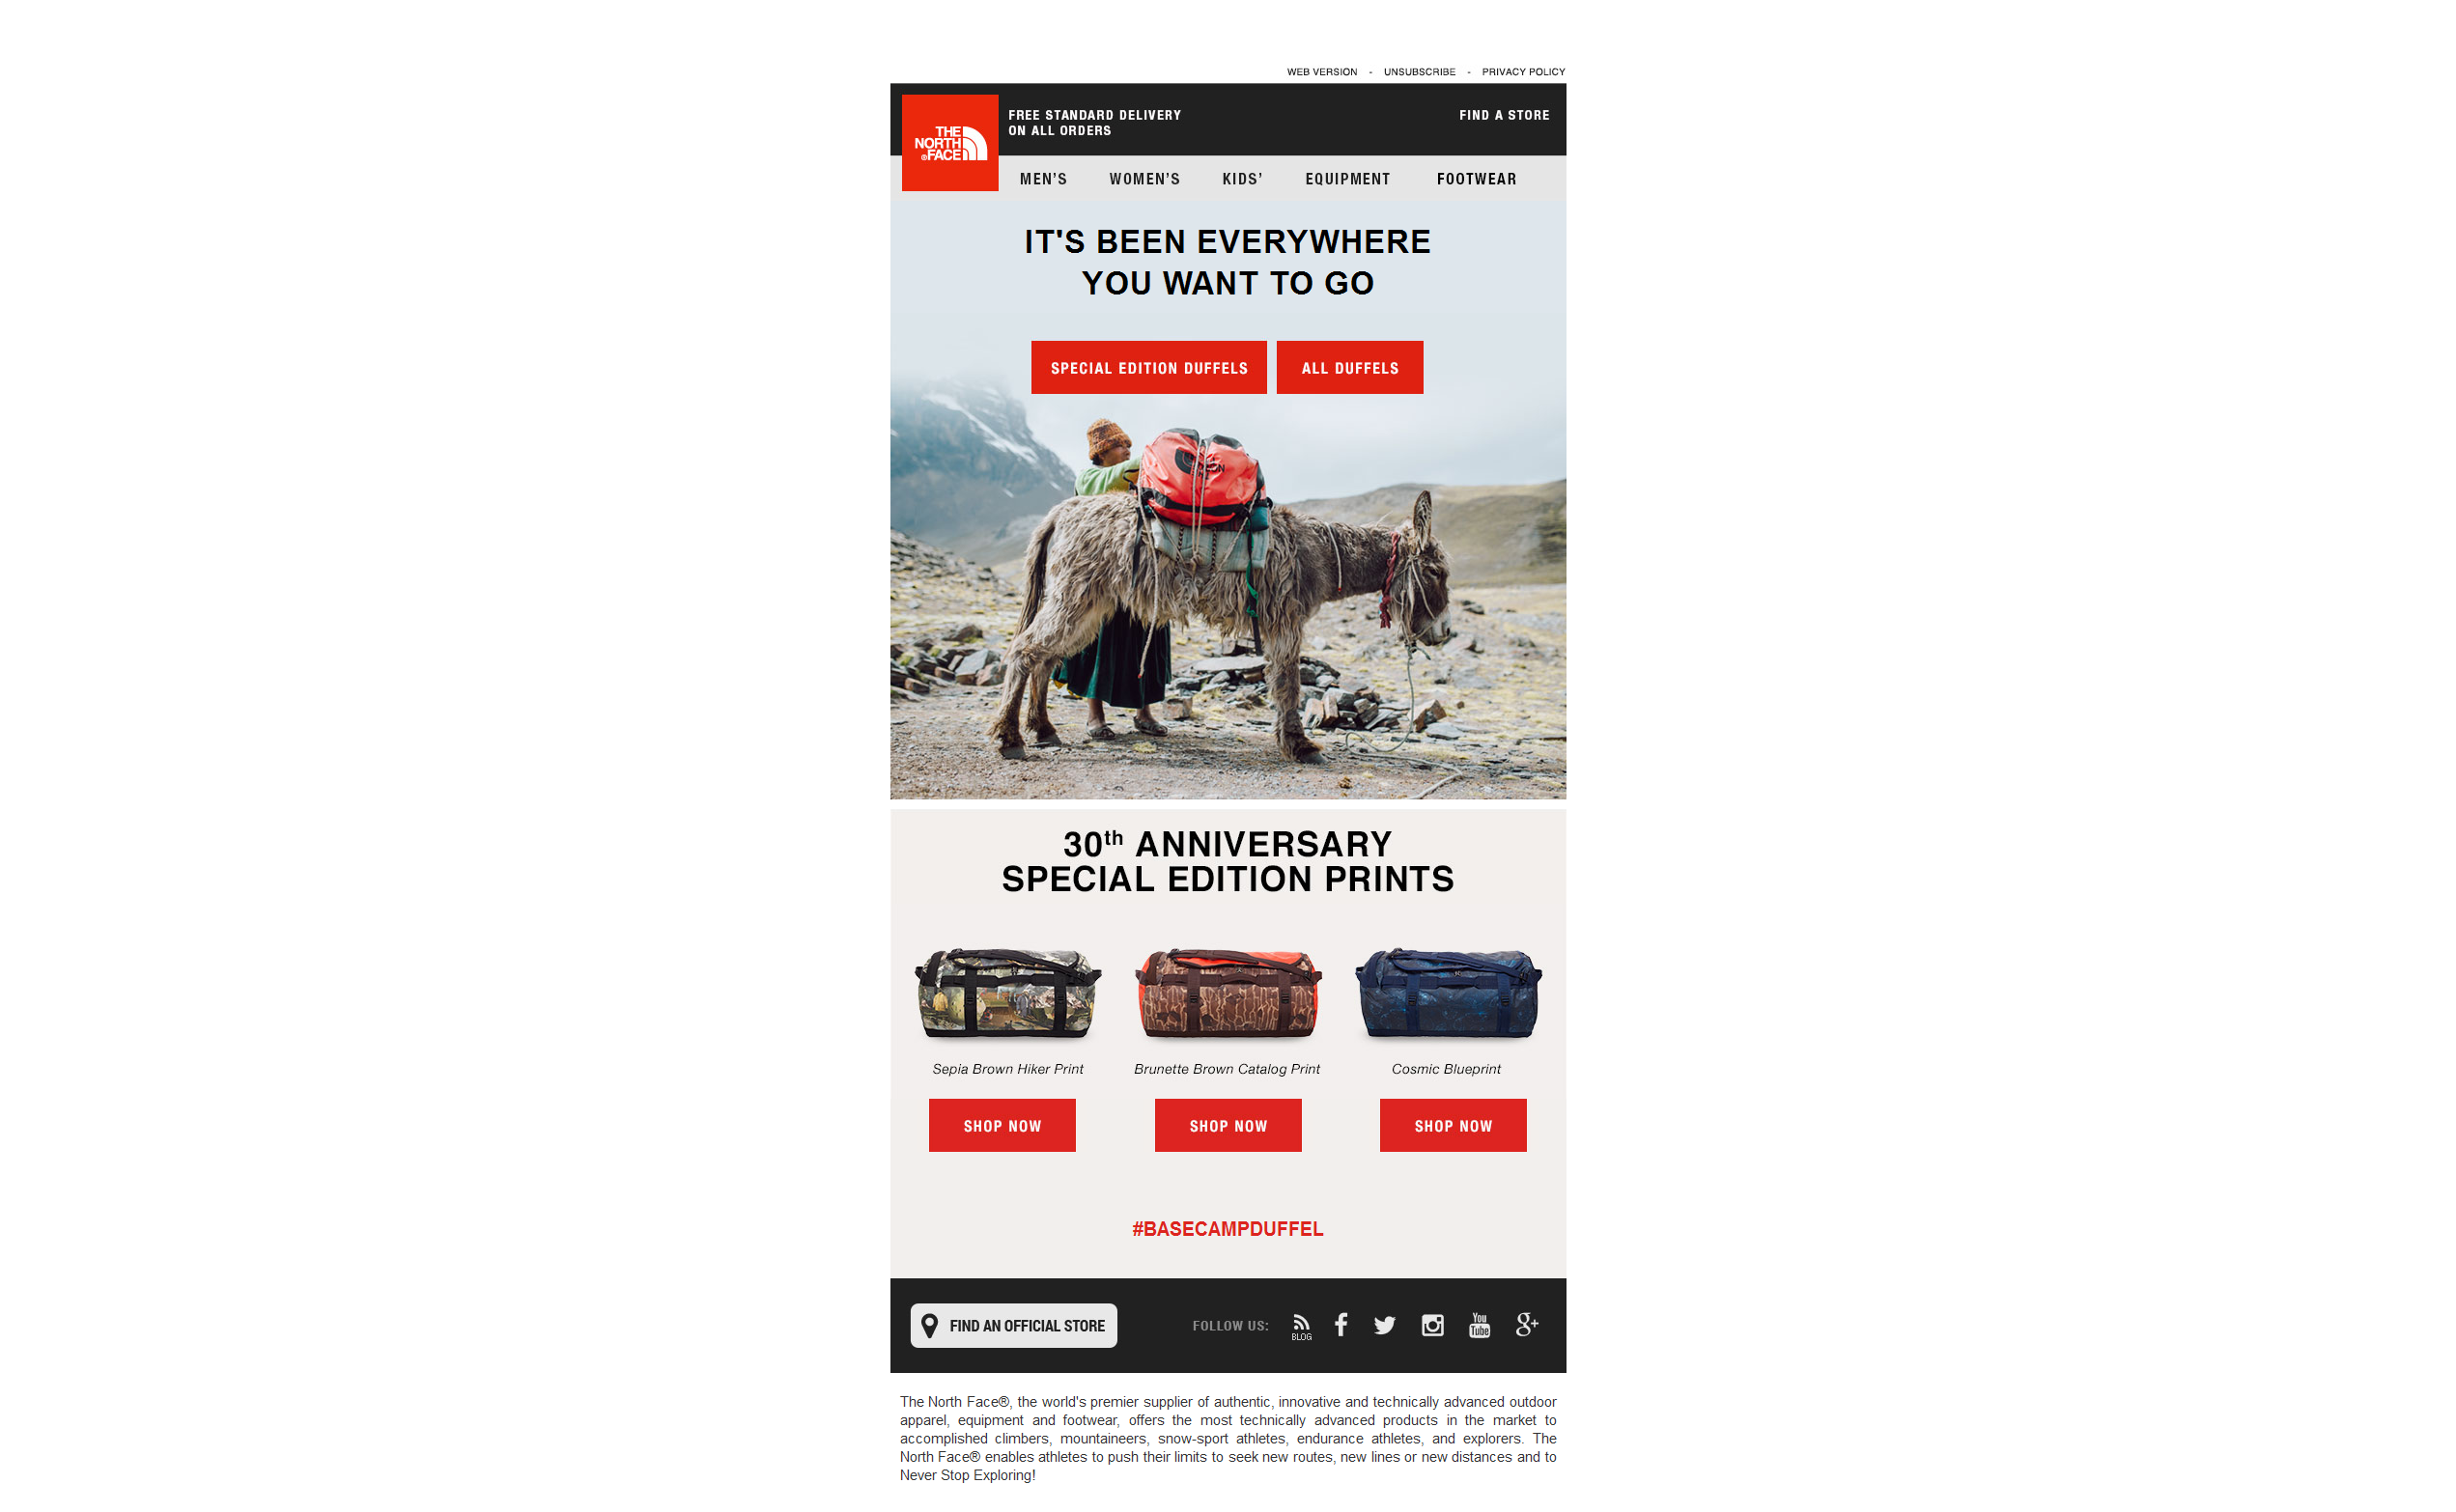 WEB VERSION - UNSUBSCRIBE - PRIVACY POLICY
THE
NORTH
FACE
FREE STANDARD DELIVERY
ON ALL ORDERS
FIND A STORE
MEN'S WOMEN'S KIDS' EQUIPMENT FOOTWEAR
IT'S BEEN EVERYWHERE
YOU WANT TO GO
SPECIAL EDITION DUFFELS ALL DUFFELS
30th ANNIVERSARY
SPECIAL EDITION PRINTS
Sepia Brown Hiker Print Brunette Brown Catalog Print Cosmic Blueprint
SHOP NOW SHOP NOW SHOP NOW
#BASECAMPDUFFEL
FIND AN OFFICIAL STORE
FOLLOW US:
BLOG
f
You
Tube
g+
The North Face®, the world's premier supplier of authentic, innovative and technically advanced outdoor
apparel, equipment and footwear, offers the most technically advanced products in the market to
accomplished climbers, mountaineers, snow-sport athletes, endurance athletes, and explorers. The
North Face® enables athletes to push their limits to seek new routes, new lines or new distances and to
Never Stop Exploring!